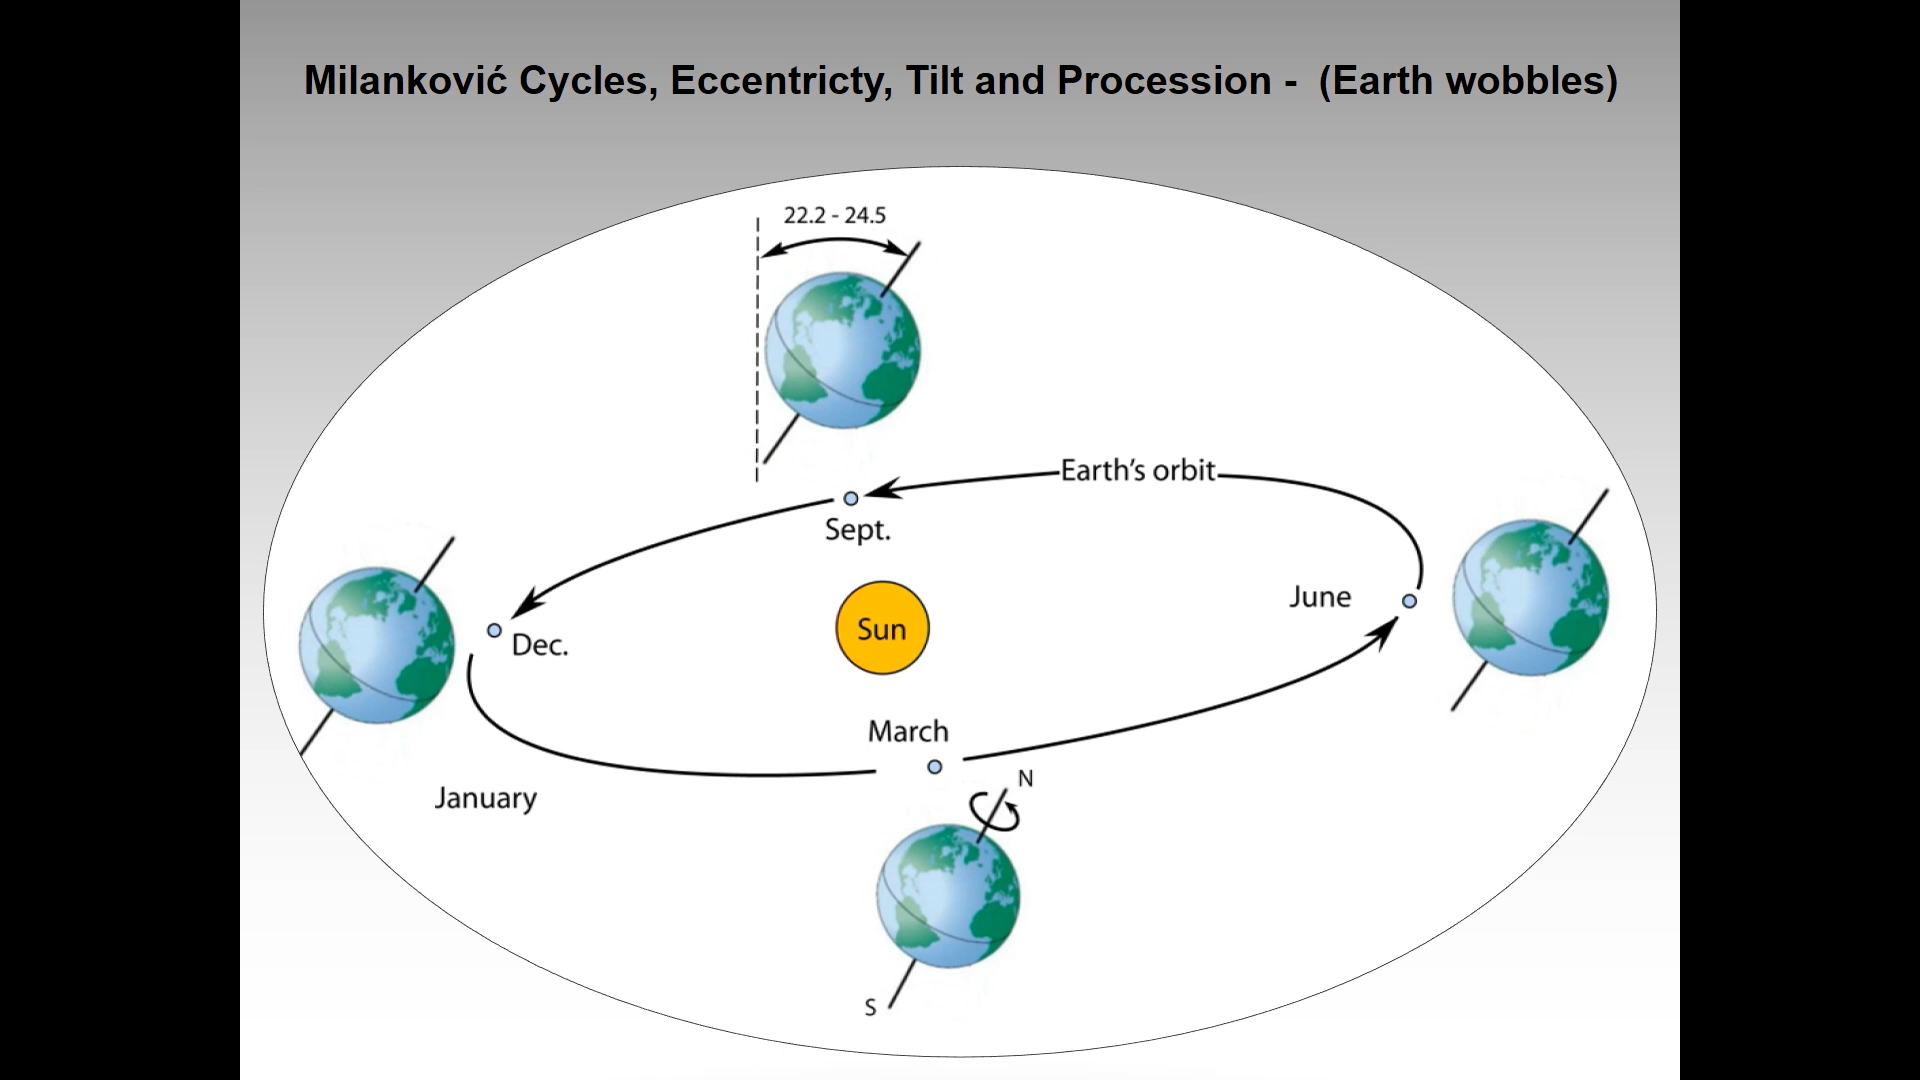 Milanković Cycles, Eccentricty, Tilt and Procession - (Earth wobbles)
22.2 - 24.5
Earth's orbit
Sept.
June
Sun
Dec.
March
N
January
S